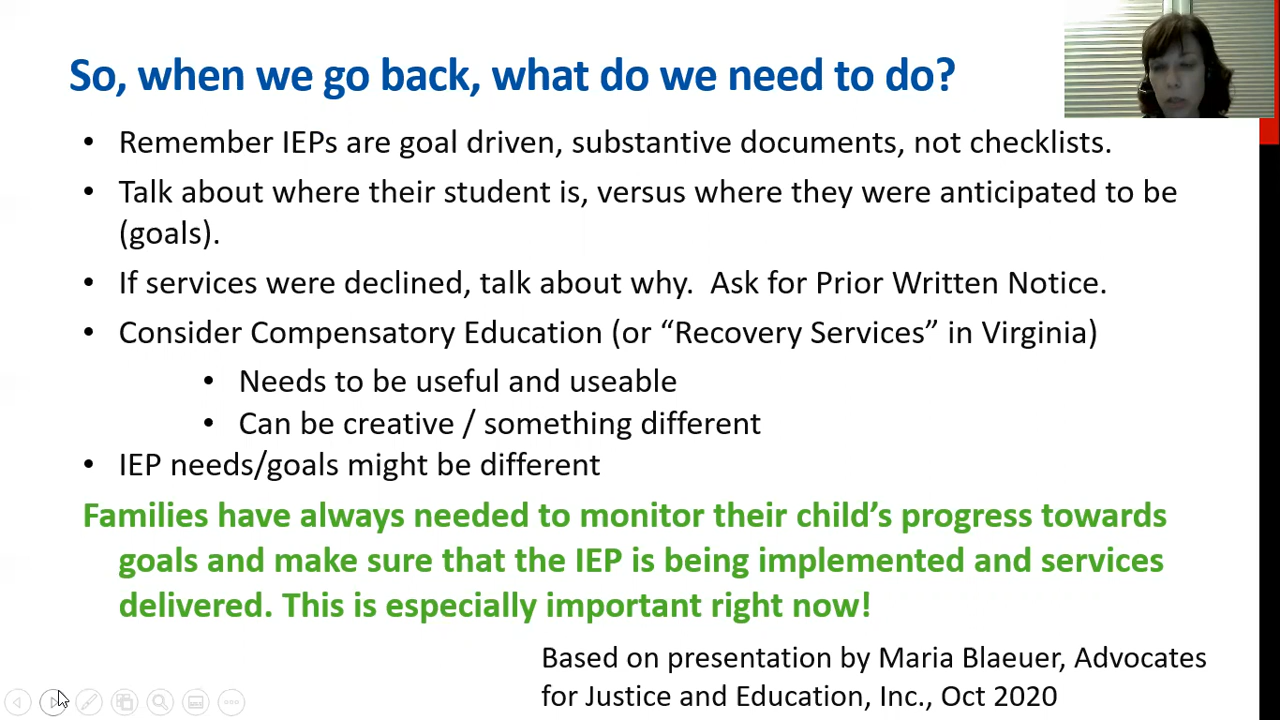 So, when we go back, what do we need to do?
• Remember IEPs are goal driven, substantive documents, not checklists.
• Talk about where their student is, versus where they were anticipated to be
(goals).
• If services were declined, talk about why.  Ask for Prior Written Notice.
• Consider Compensatory Education (or “Recovery Services” in Virginia)
• Needs to be useful and useable
• Can be creative / something different
• IEP needs/goals might be different
Families have always needed to monitor their child’s progress towards
goals and make sure that the IEP is being implemented and services
delivered. This is especially important right now!
Based on presentation by Maria Blaeuer, Advocates
for Justice and Education, Inc., Oct 2020